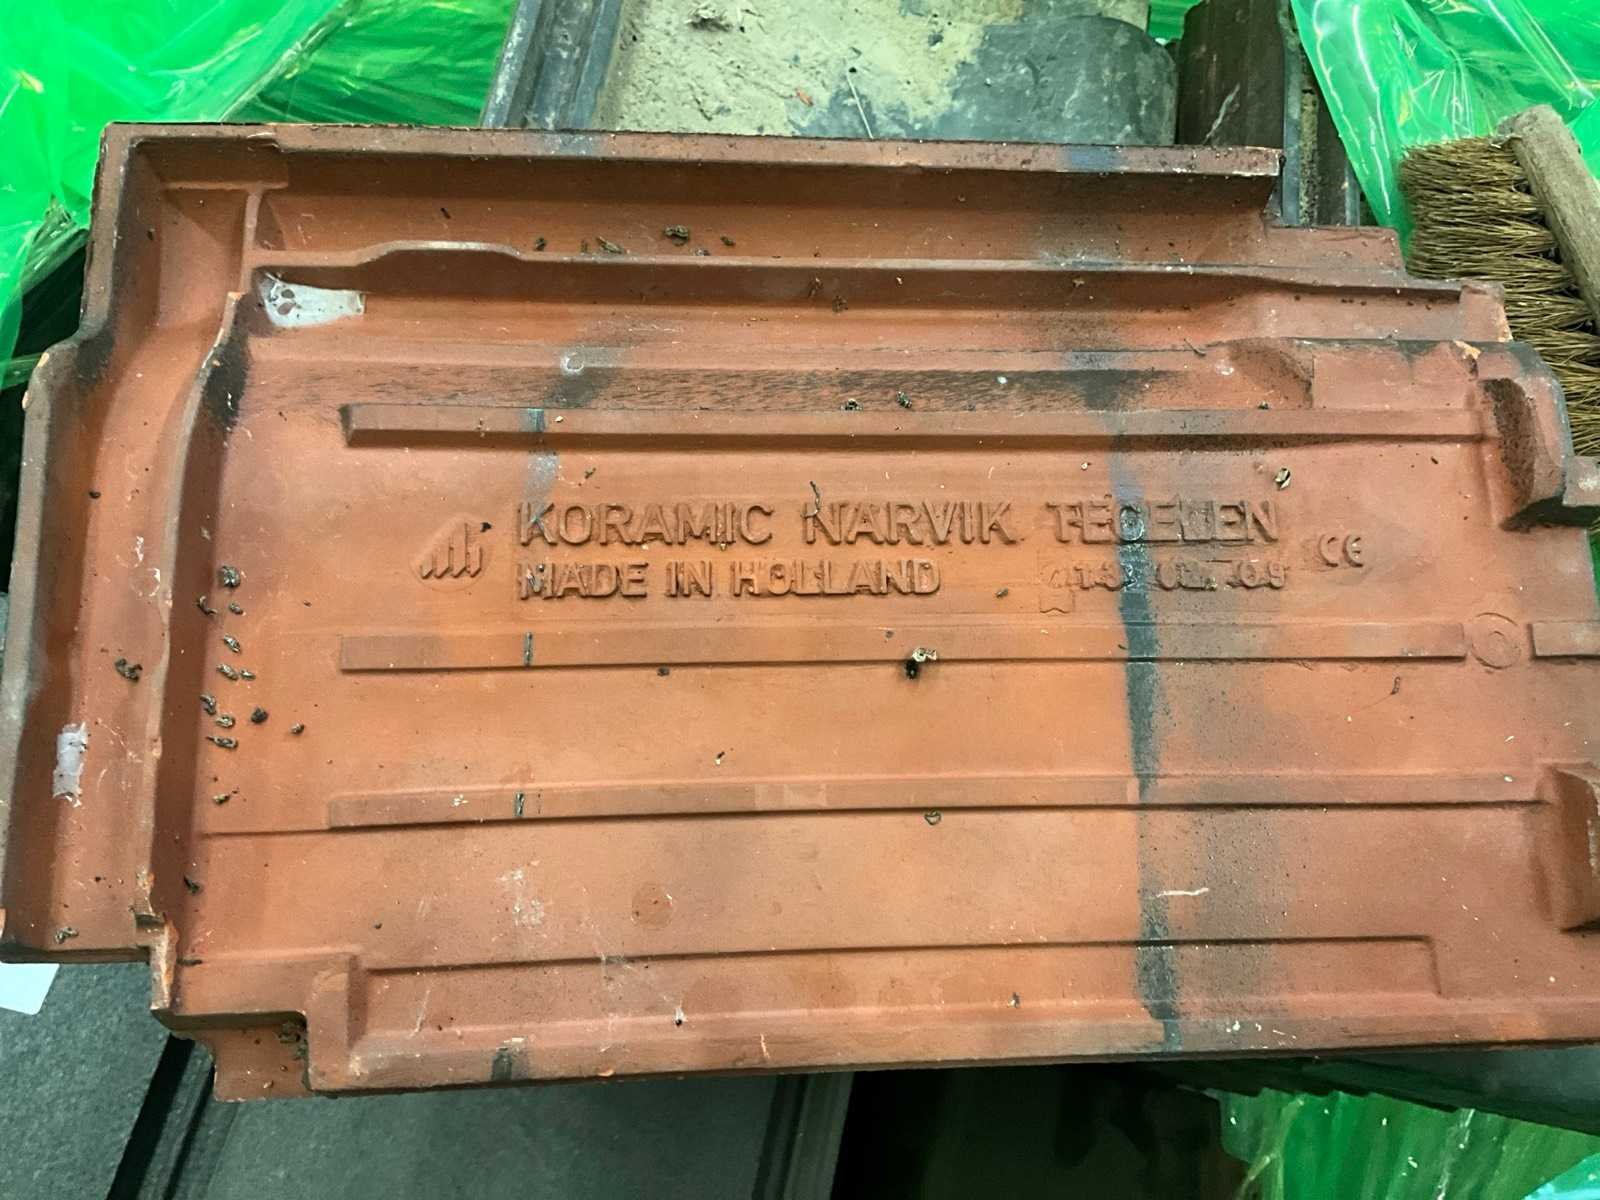 KORAMIC NARVIK TEGELEN
MADE IN HOLLAND
CE